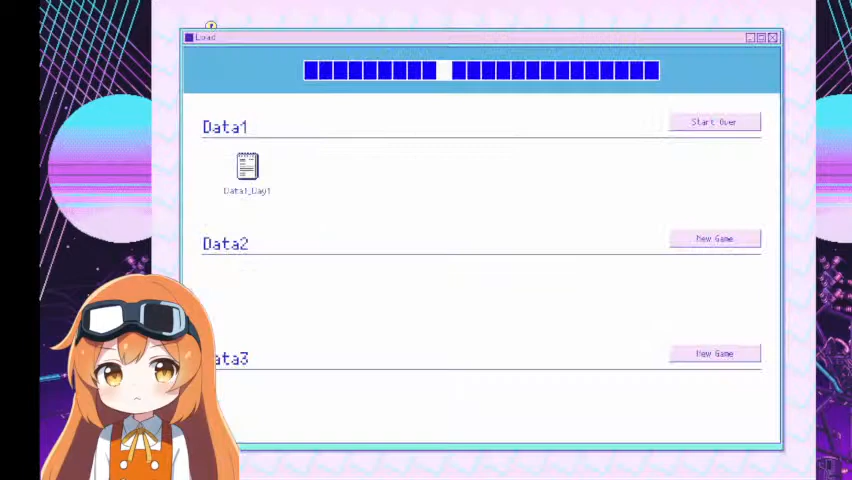 Load
Data1
Start Over
Data1_Day1
Data2
New Game
ata3
New Game